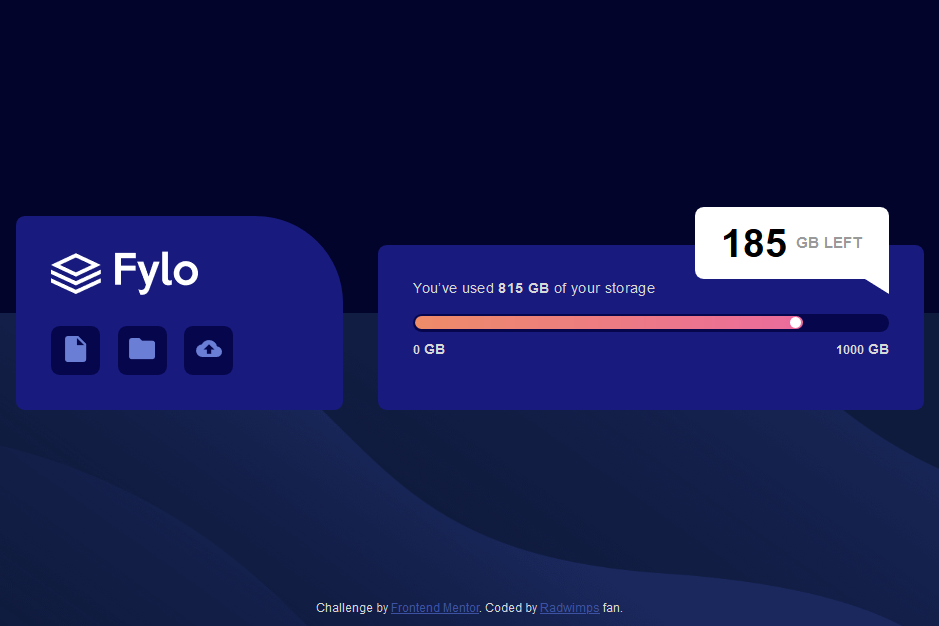 Fylo
185 GB LEFT
You've used 815 GB of your storage
0 GB 1000 GB
Challenge by Frontend Mentor. Coded by Radwimps fan.